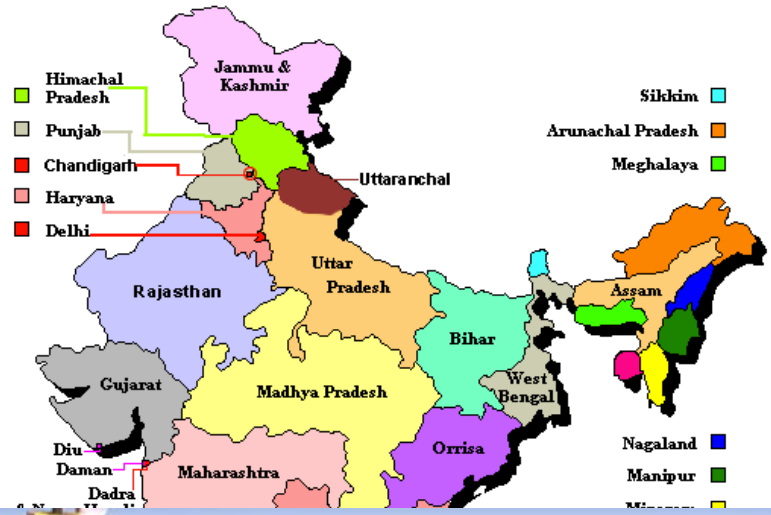 Jammu &
Kashmir
Himachal
Pradesh
Punjab
Chandigarh
Haryana
Delhi
Uttaranchal
Sikkim
Arunachal Pradesh
Meghalaya
Uttar
Pradesh
Rajasthan
Assam
Bihar
Gujarat
Madhya Pradesh
West
Bengal
Orrisa
Diu
Daman
Dadra
Maharashtra
Nagaland
Manipur